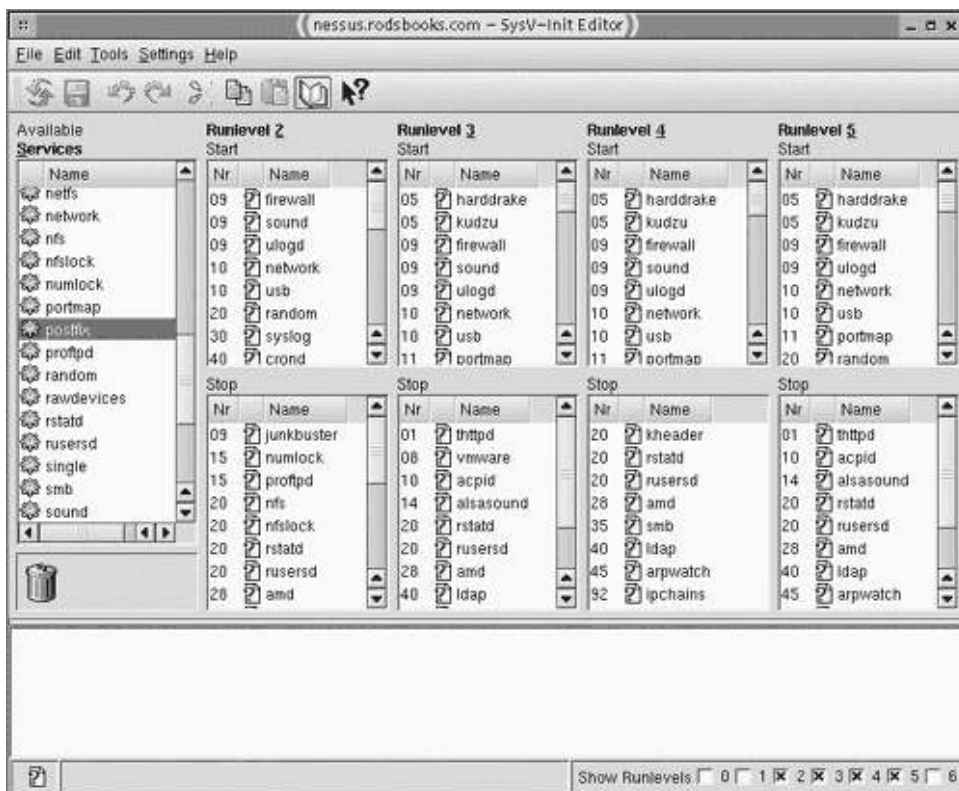 nessus.rodsbooks.com – SysV-Init Editor
File Edit Tools Settings Help
Available
Services
Name
netfs
network
nfs
nfslock
numlock
portmap
postfix
proftpd
random
rawdevices
rstatd
rusersd
single
smb
sound
Runlevel 2
Start
Nr Name
09 firewall
09 sound
09 ulogd
10 network
10 usb
20 random
30 syslog
40 crond
Stop
Nr Name
09 junkbuster
15 numlock
15 proftpd
20 nfs
20 nfslock
20 rstatd
20 rusersd
28 amd
Runlevel 3
Start
Nr Name
05 harddrake
05 kudzu
09 firewall
09 sound
09 ulogd
10 network
10 usb
11 portmap
Stop
Nr Name
01 thttpd
08 vmware
10 acpid
14 alsasound
20 rstatd
20 rusersd
28 amd
40 ldap
Runlevel 4
Start
Nr Name
05 harddrake
05 kudzu
09 firewall
09 sound
09 ulogd
10 network
10 usb
11 portmap
Stop
Nr Name
20 kheader
20 rstatd
20 rusersd
28 amd
35 smb
40 ldap
45 arpwatch
92 ipchains
Runlevel 5
Start
Nr Name
05 harddrake
05 kudzu
09 firewall
09 ulogd
10 network
10 usb
11 portmap
20 random
Stop
Nr Name
01 thttpd
10 acpid
14 alsasound
20 rstatd
20 rusersd
28 amd
40 ldap
45 arpwatch
Show Runlevels 0 1 2 3 4 5 6